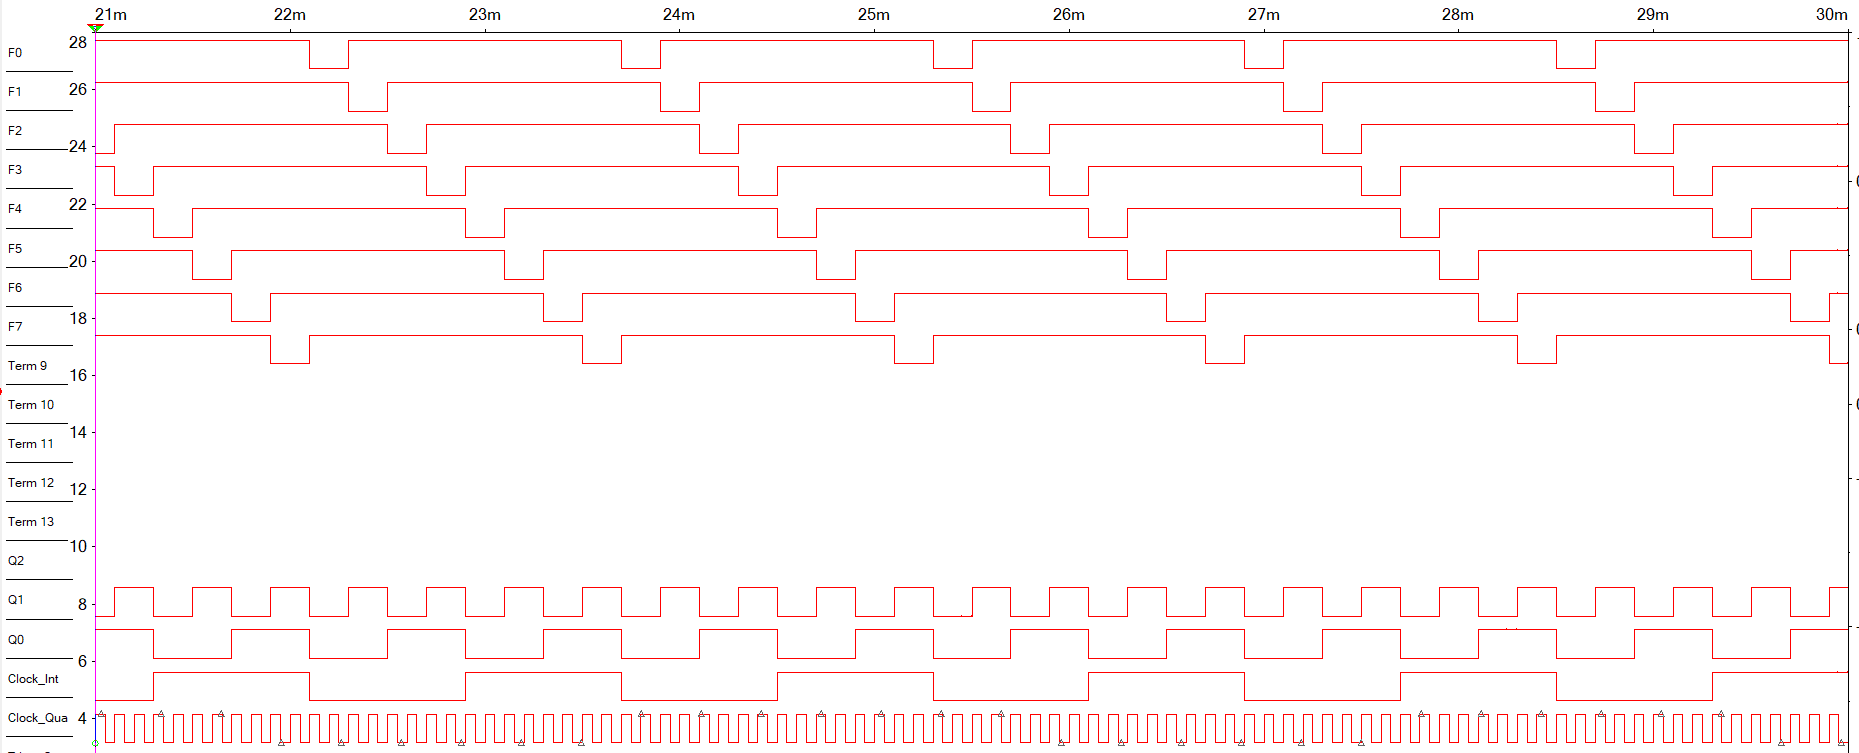 21m 22m 23m 24m 25m 26m 27m 28m 29m 30m
28
F0
26
F1
F2
24
F3
22
F4
F5
20
F6
18
F7
Term 9
16
Term 10
14
Term 11
Term 12
12
Term 13
10
Q2
Q1
8
Q0
6
Clock_Int
Clock_Qua
4